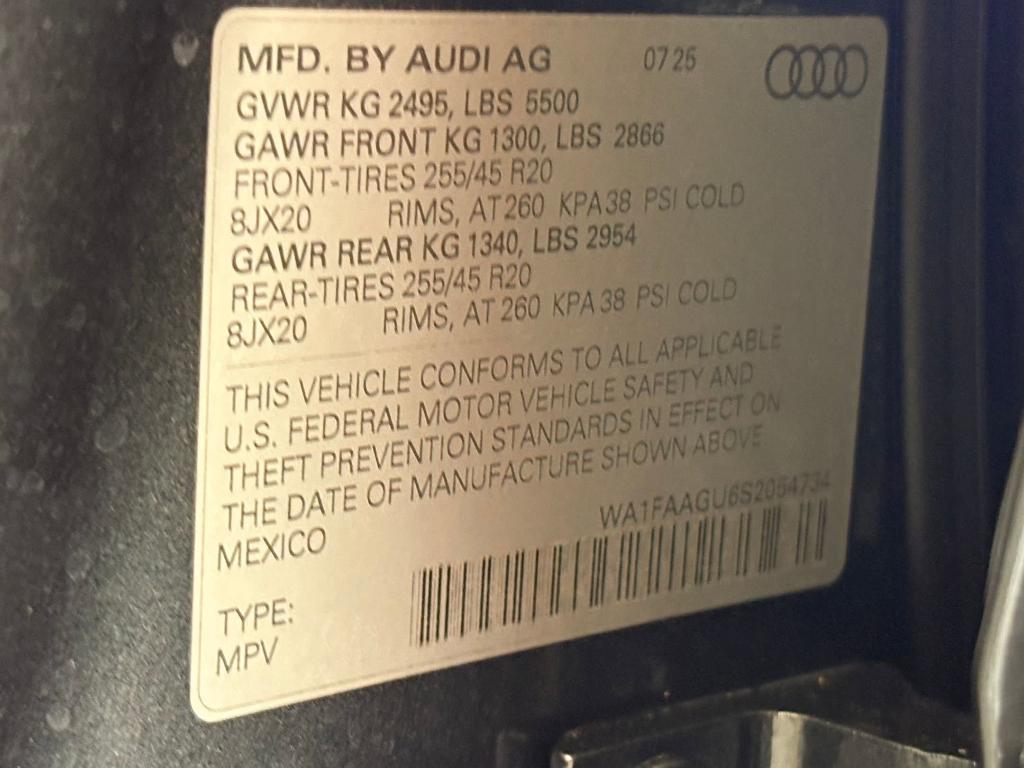 MFD. BY AUDI AG 07 25
GVWR KG 2495, LBS 5500
GAWR FRONT KG 1300, LBS 2866
FRONT-TIRES 255/45 R20
8JX20 RIMS, AT 260 KPA 38 PSI COLD
GAWR REAR KG 1340, LBS 2954
REAR-TIRES 255/45 R20
8JX20 RIMS, AT 260 KPA 38 PSI COLD
THIS VEHICLE CONFORMS TO ALL APPLICABLE
U.S. FEDERAL MOTOR VEHICLE SAFETY AND
THEFT PREVENTION STANDARDS IN EFFECT ON
THE DATE OF MANUFACTURE SHOWN ABOVE
WA1FAAGU6S2054734
MEXICO
TYPE:
MPV